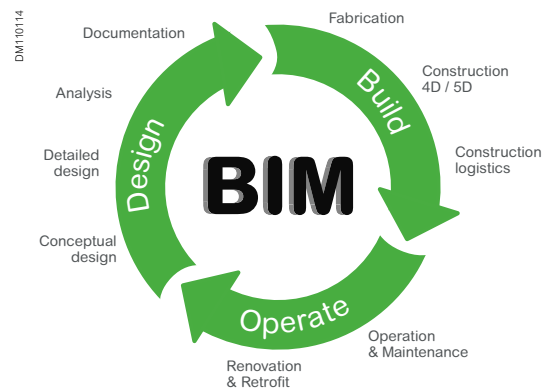 DM110114
Documentation
Analysis
Detailed
design
Conceptual
design
Design
BIM
Fabrication
Build
Construction
4D / 5D
Construction
logistics
Operate
Operation
& Maintenance
Renovation
& Retrofit